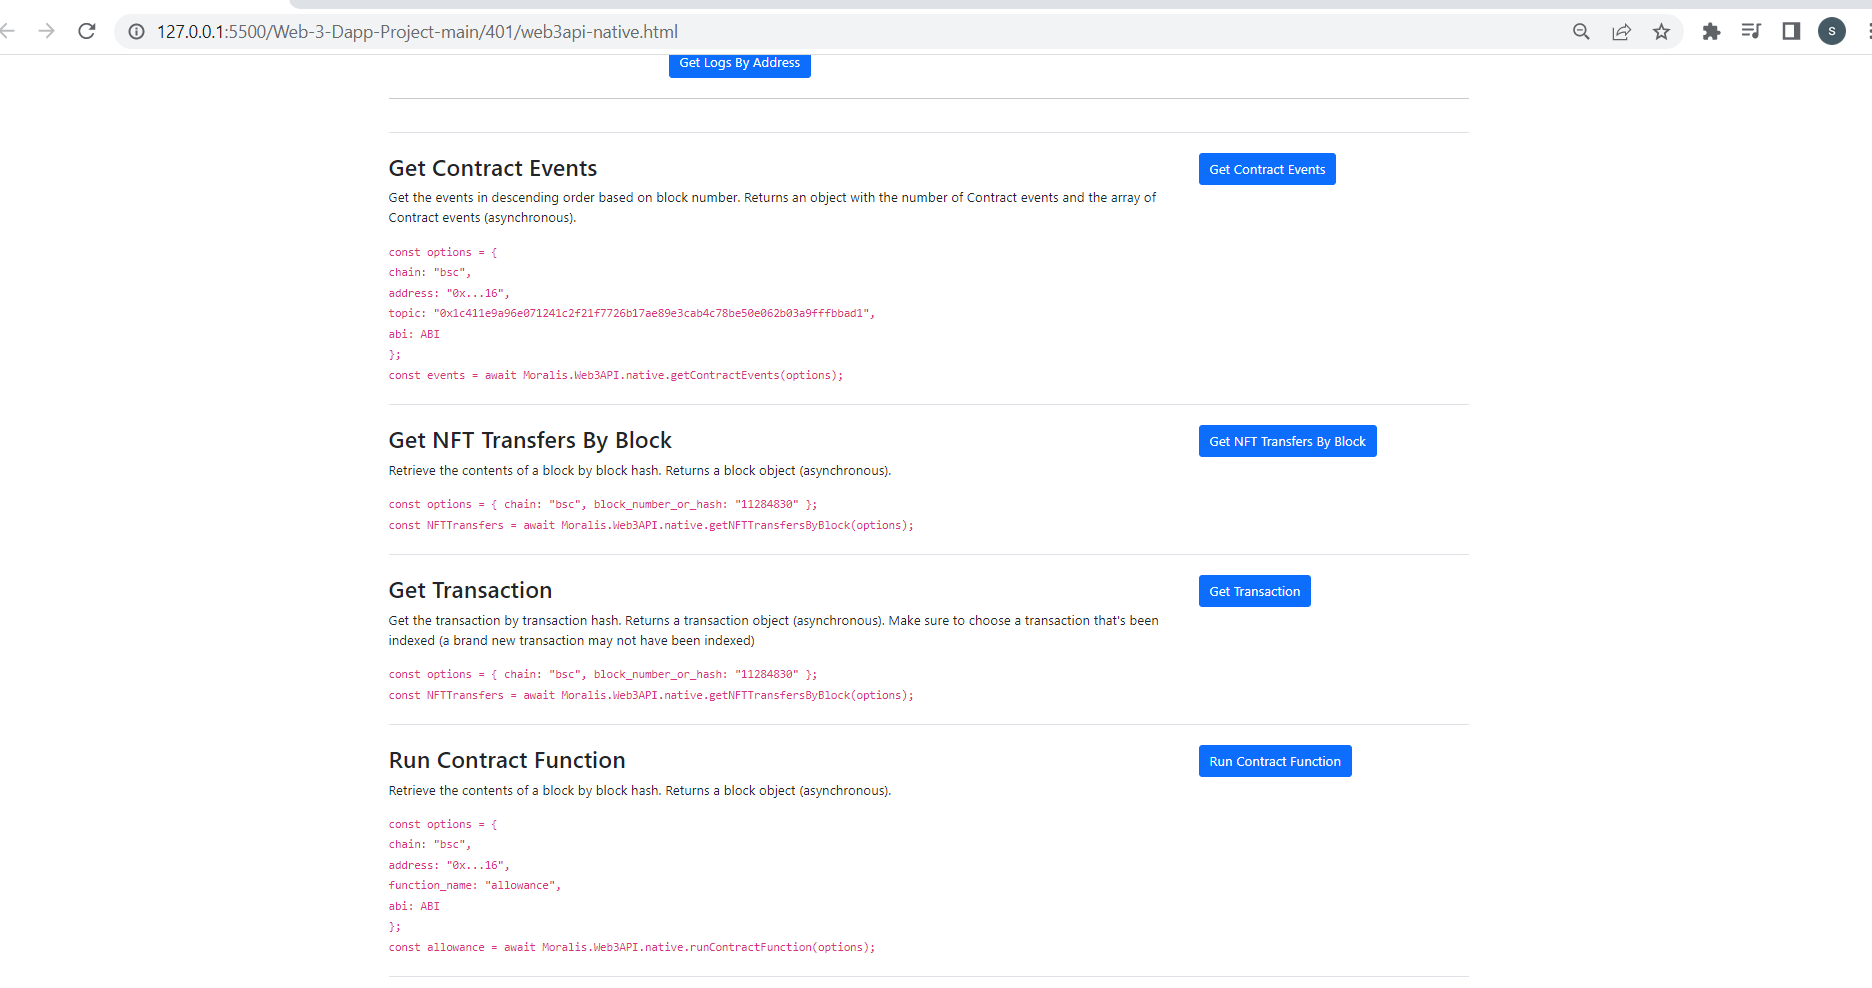 127.0.0.1:5500/Web-3-Dapp-Project-main/401/web3api-native.html
S
Get Logs By Address
Get Contract Events
Get Contract Events
Get the events in descending order based on block number. Returns an object with the number of Contract events and the array of
Contract events (asynchronous).
const options = {
chain: "bsc",
address: "0x...16",
topic: "0x1c411e9a96e071241c2f21f7726b17ae89e3cab4c78be50e062b03a9fffbbad1",
abi: ABI
};
const events = await Moralis.Web3API.native.getContractEvents(options);
Get NFT Transfers By Block
Get NFT Transfers By Block
Retrieve the contents of a block by block hash. Returns a block object (asynchronous).
const options = { chain: "bsc", block_number_or_hash: "11284830" };
const NFTTransfers = await Moralis.Web3API.native.getNFTTransfersByBlock(options);
Get Transaction
Get Transaction
Get the transaction by transaction hash. Returns a transaction object (asynchronous). Make sure to choose a transaction that's been
indexed (a brand new transaction may not have been indexed)
const options = { chain: "bsc", block_number_or_hash: "11284830" };
const NFTTransfers = await Moralis.Web3API.native.getNFTTransfersByBlock(options);
Run Contract Function
Run Contract Function
Retrieve the contents of a block by block hash. Returns a block object (asynchronous).
const options = {
chain: "bsc",
address: "0x...16",
function_name: "allowance",
abi: ABI
};
const allowance = await Moralis.Web3API.native.runContractFunction(options);